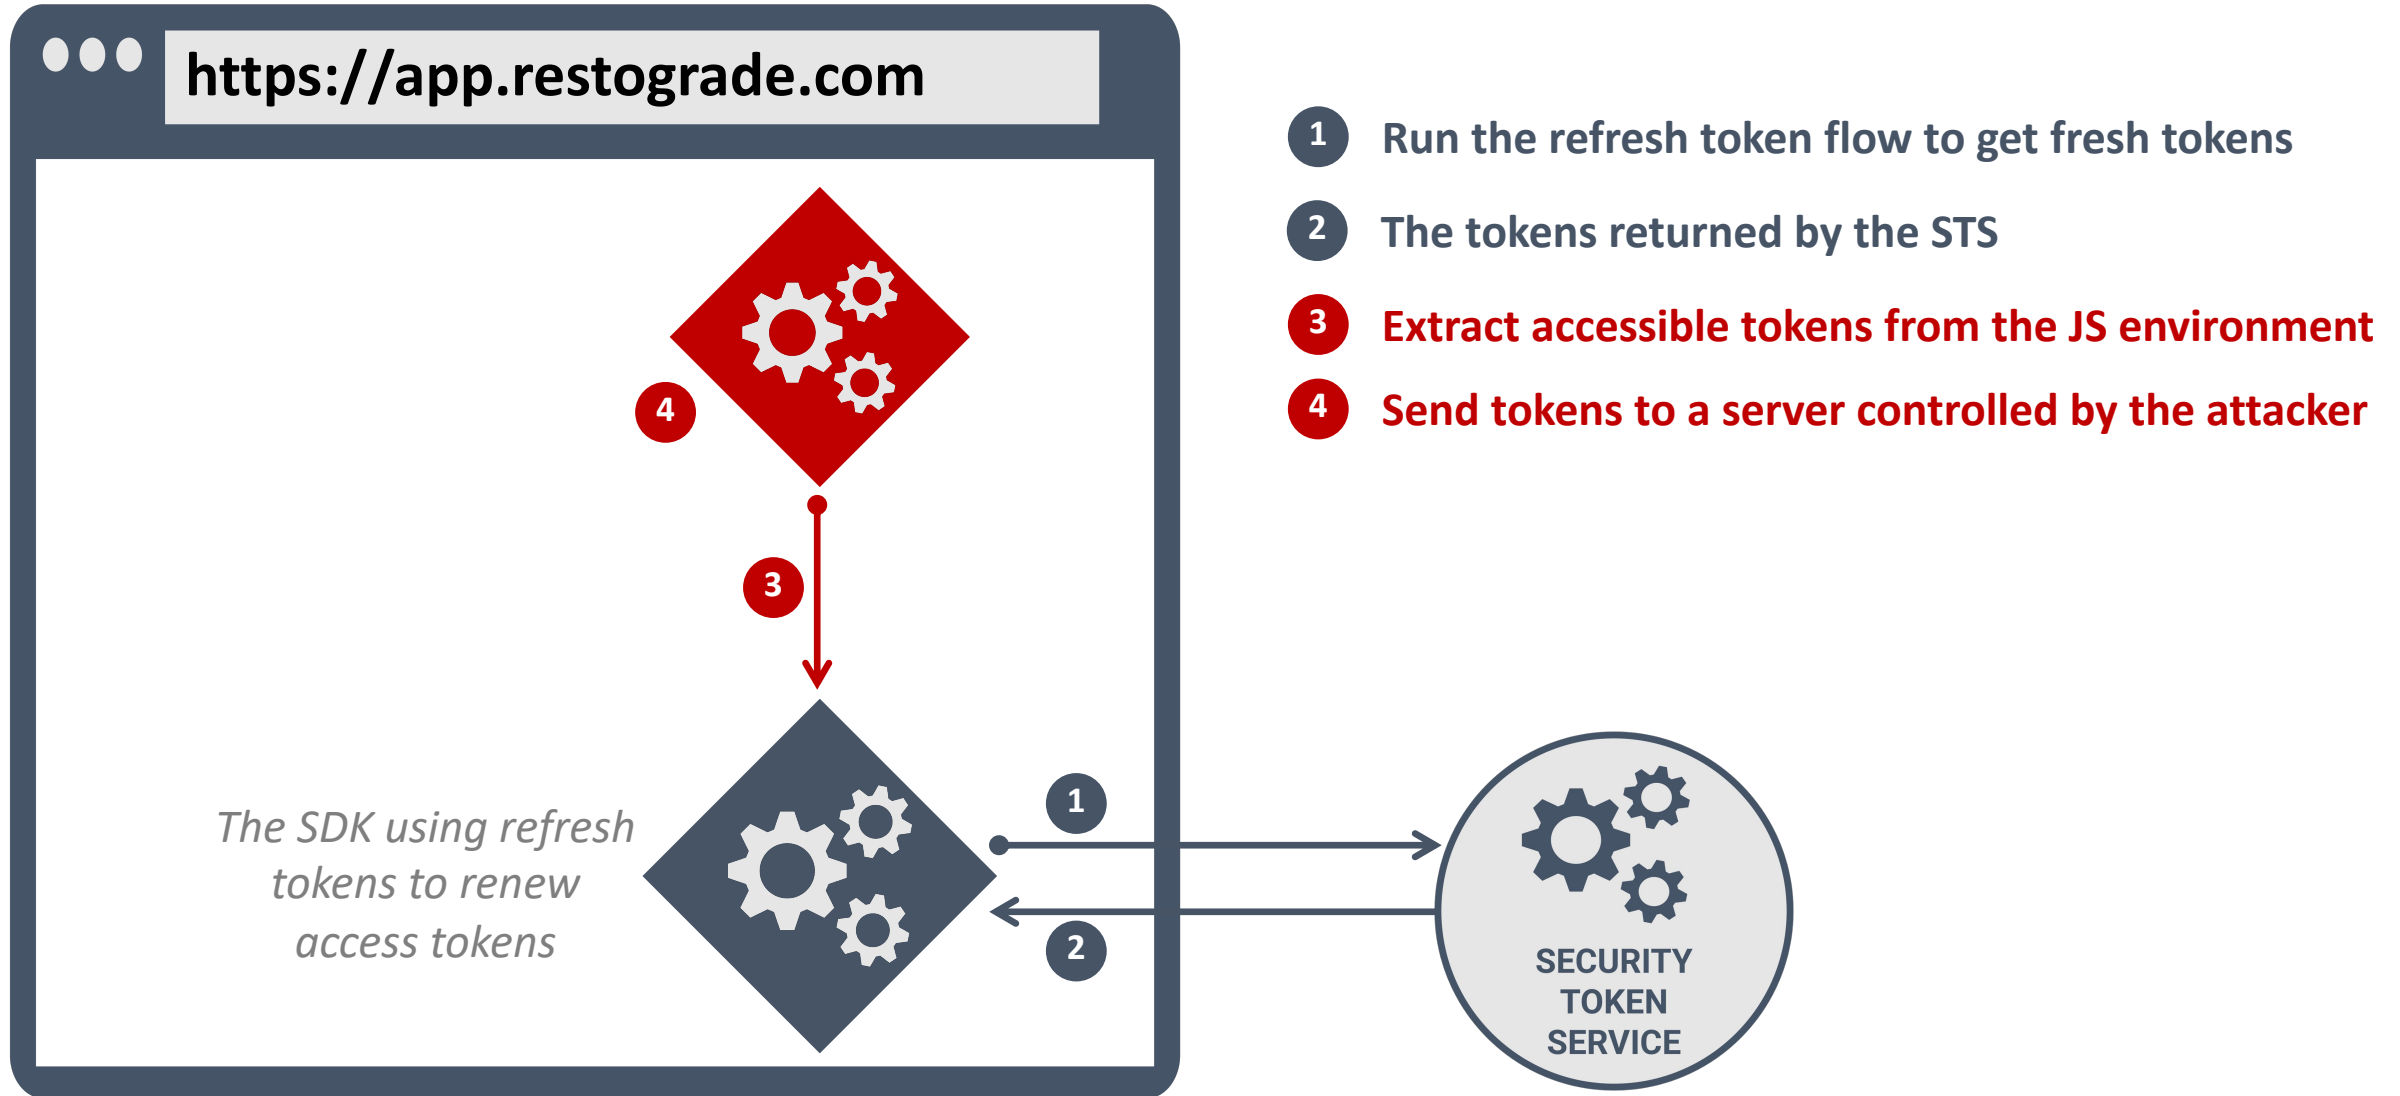 https://app.restograde.com
1 Run the refresh token flow to get fresh tokens
2 The tokens returned by the STS
3 Extract accessible tokens from the JS environment
4 Send tokens to a server controlled by the attacker
4
3
The SDK using refresh
tokens to renew
access tokens
1
2
SECURITY
TOKEN
SERVICE